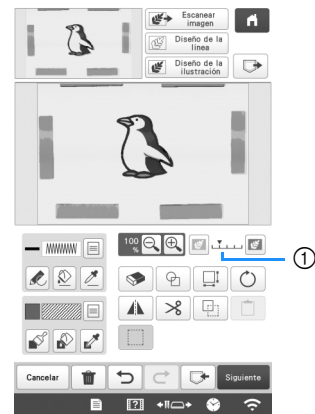 Escanear
imagen
Diseño de la
línea
Diseño de la
ilustración
100
%
1
Cancelar
Siguiente
?